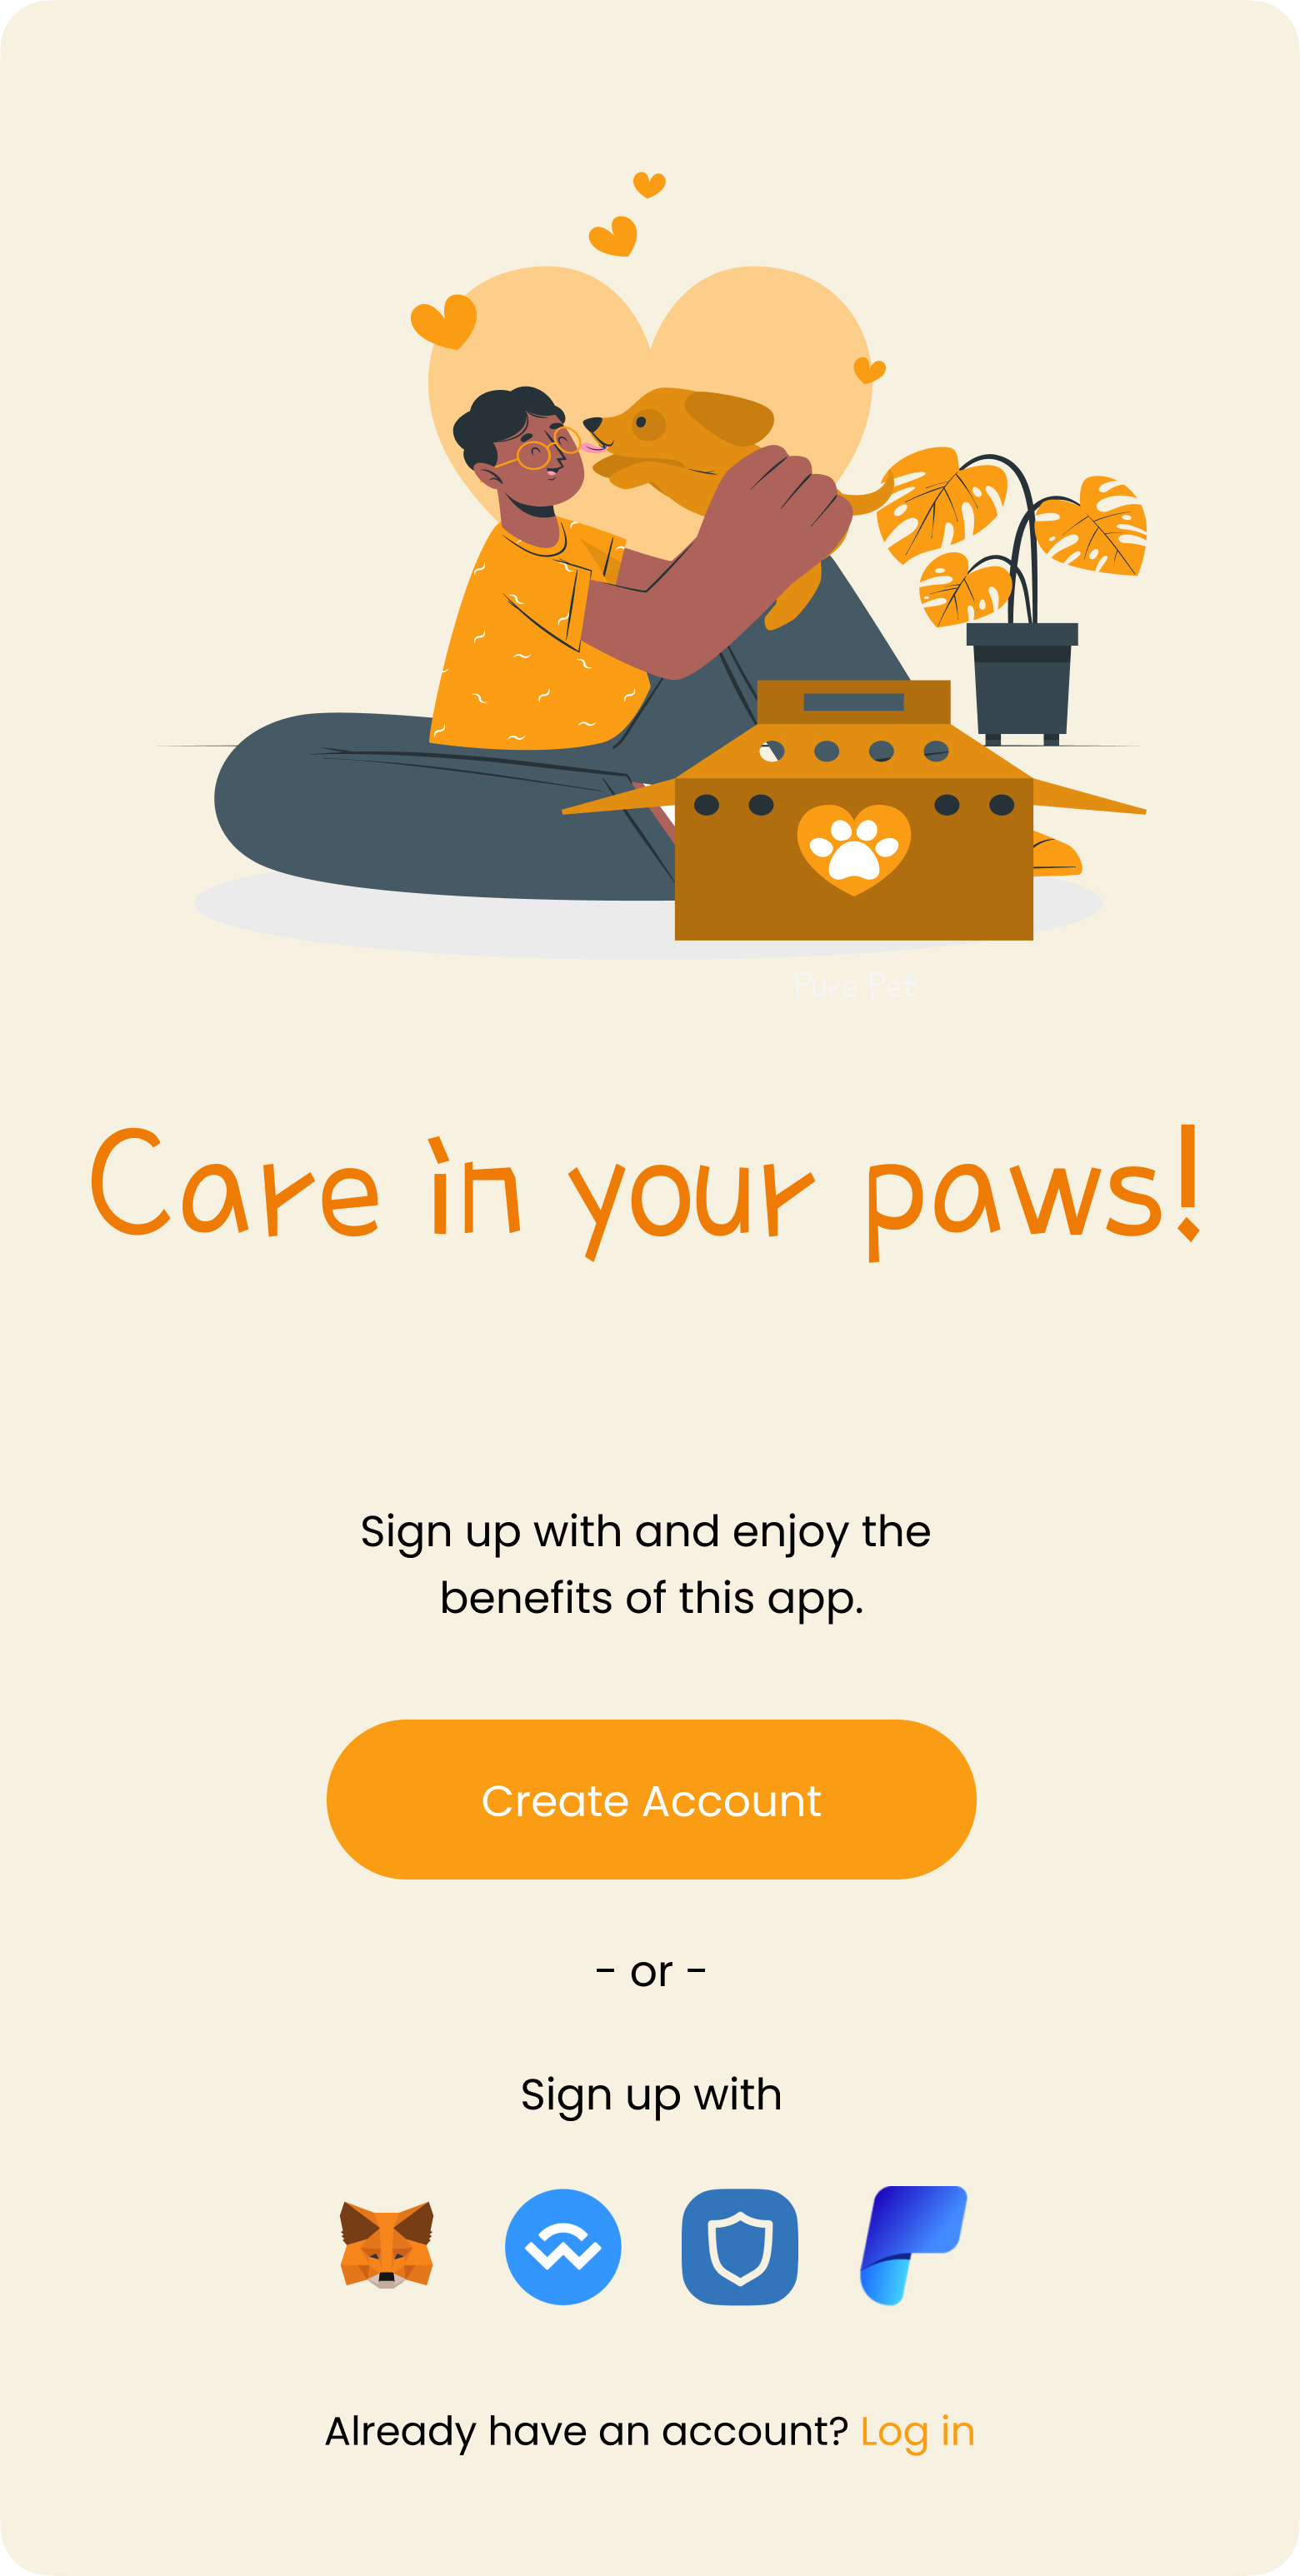 Pure Pet
Care in your paws!
Sign up with and enjoy the
benefits of this app.
Create Account
- or -
Sign up with
Already have an account? Log in